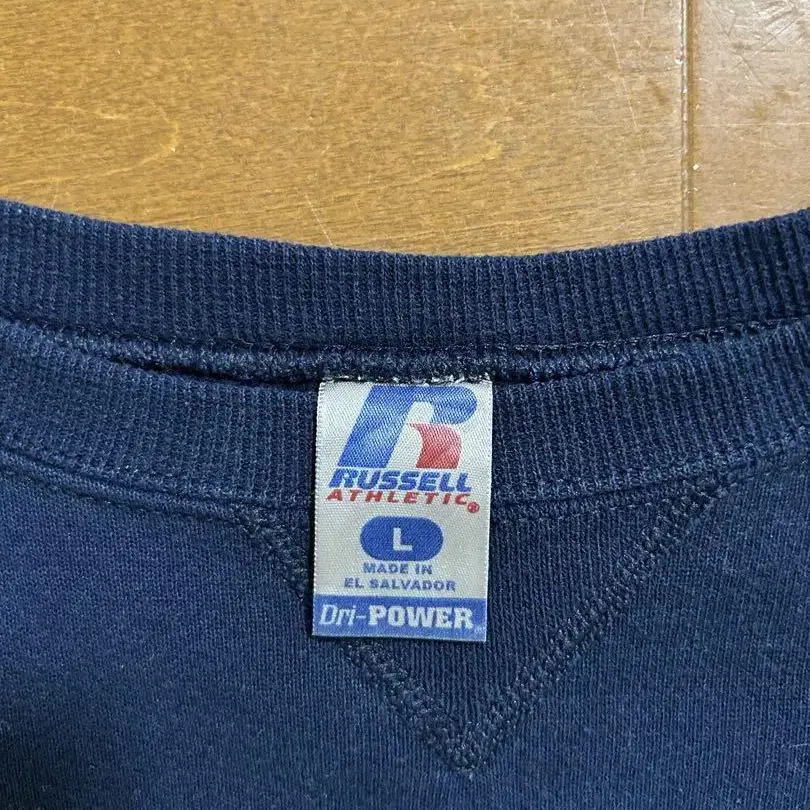 RUSSELL
ATHLETIC®
L
MADE IN
EL SALVADOR
Dri-POWER